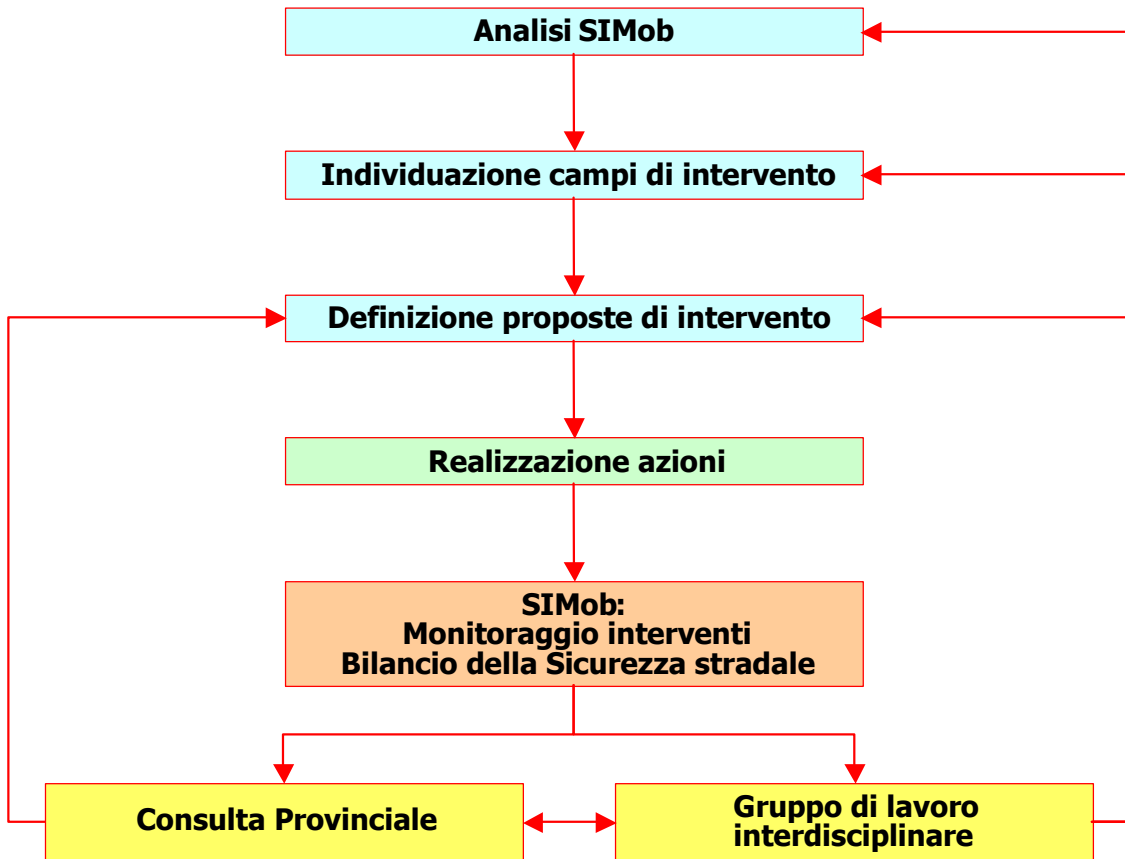 Analisi SIMob
Individuazione campi di intervento
Definizione proposte di intervento
Realizzazione azioni
SIMob:
Monitoraggio interventi
Bilancio della Sicurezza stradale
Consulta Provinciale
Gruppo di lavoro
interdisciplinare